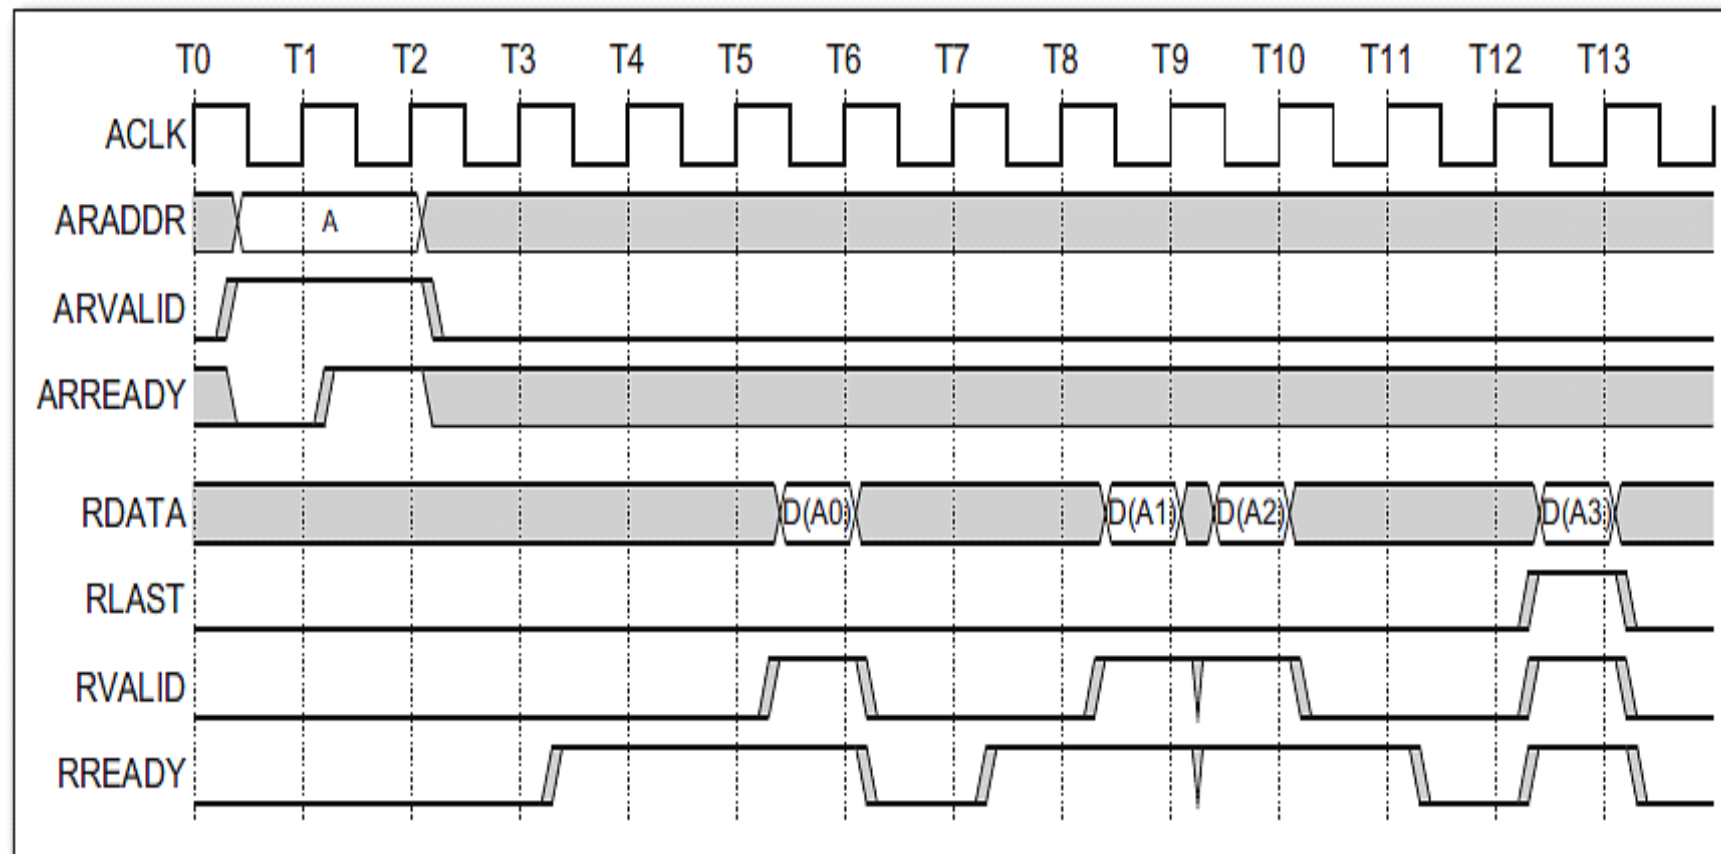 T0 T1 T2 T3 T4 T5 T6 T7 T8 T9 T10 T11 T12 T13
ACLK
ARADDR A
ARVALID
ARREADY
RDATA D(A0) D(A1) D(A2) D(A3)
RLAST
RVALID
RREADY